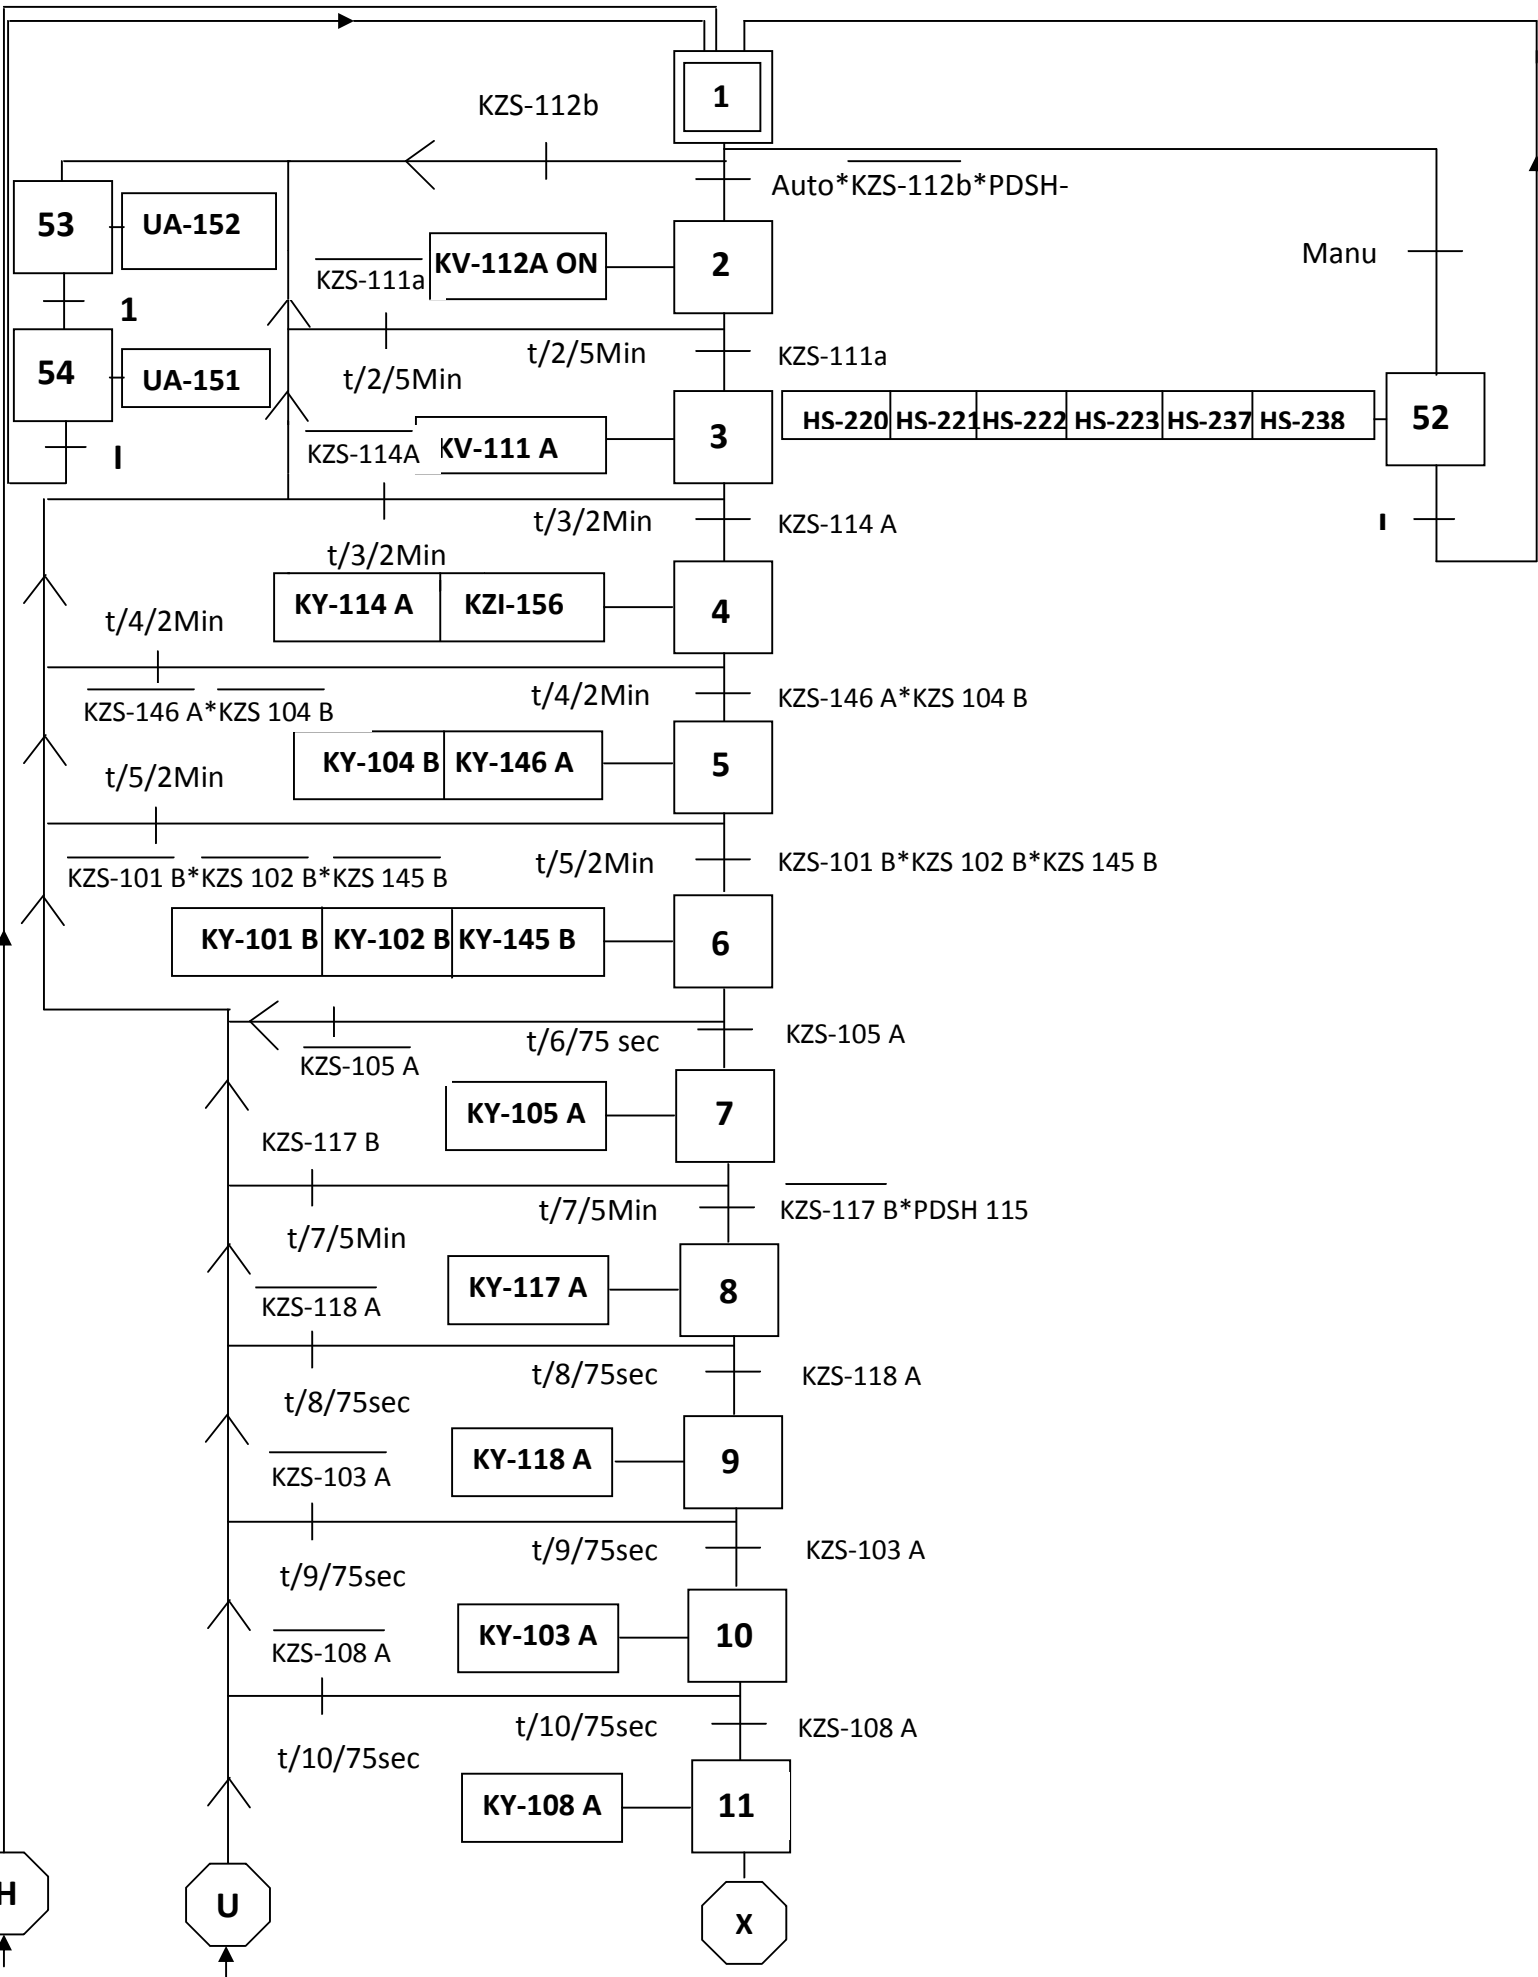 1
KZS-112b
Auto*KZS-112b*PDSH-
53
UA-152
KV-112A ON
2
KZS-111a
Manu
1
54
UA-151
t/2/5Min
t/2/5Min
KZS-111a
KZS-114A
KV-111 A
3
HS-220
HS-221
HS-222
HS-223
HS-237
HS-238
52
I
t/3/2Min
KZS-114 A
I
t/3/2Min
KY-114 A
KZI-156
4
t/4/2Min
KZS-146 A*KZS 104 B
t/4/2Min
KZS-146 A*KZS 104 B
KY-104 B
KY-146 A
5
t/5/2Min
KZS-101 B*KZS 102 B*KZS 145 B
t/5/2Min
KZS-101 B*KZS 102 B*KZS 145 B
KY-101 B
KY-102 B
KY-145 B
6
KZS-105 A
t/6/75 sec
KZS-105 A
KY-105 A
7
KZS-117 B
t/7/5Min
t/7/5Min
KZS-117 B*PDSH 115
KZS-118 A
KY-117 A
8
t/8/75sec
t/8/75sec
KZS-118 A
KZS-103 A
KY-118 A
9
t/9/75sec
t/9/75sec
KZS-103 A
KZS-108 A
KY-103 A
10
t/10/75sec
t/10/75sec
KZS-108 A
KY-108 A
11
H
U
X